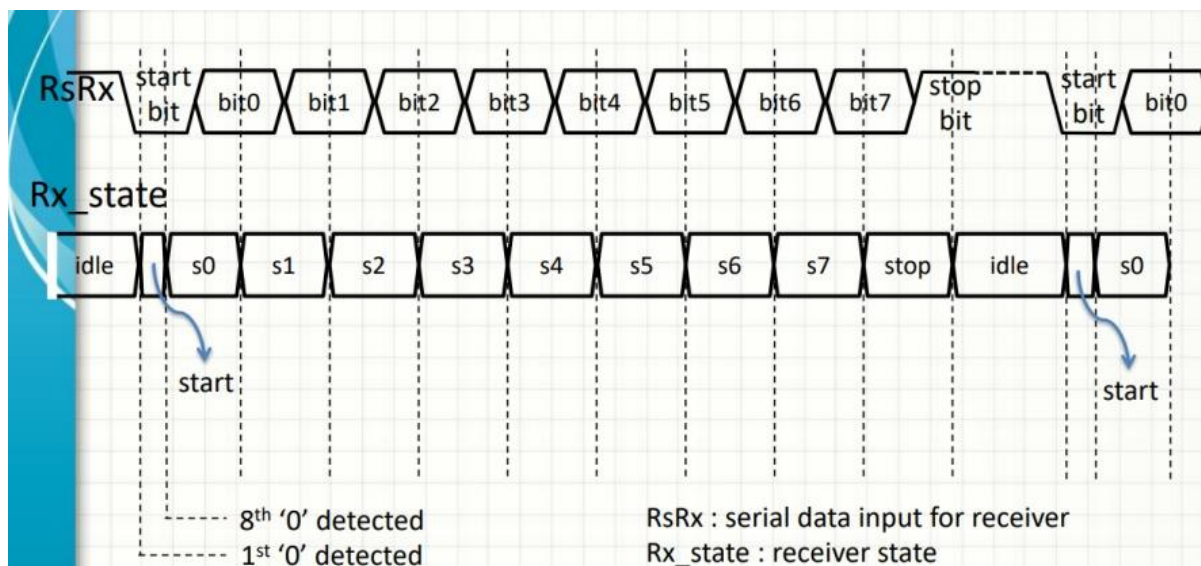 RsRx
start
bit
bit0
bit1
bit2
bit3
bit4
bit5
bit6
bit7
stop
bit
start
bit
bit0
Rx_state
idle
s0
s1
s2
s3
s4
s5
s6
s7
stop
idle
s0
start
start
8th ‘0’ detected
1st ‘0’ detected
RsRx : serial data input for receiver
Rx_state : receiver state